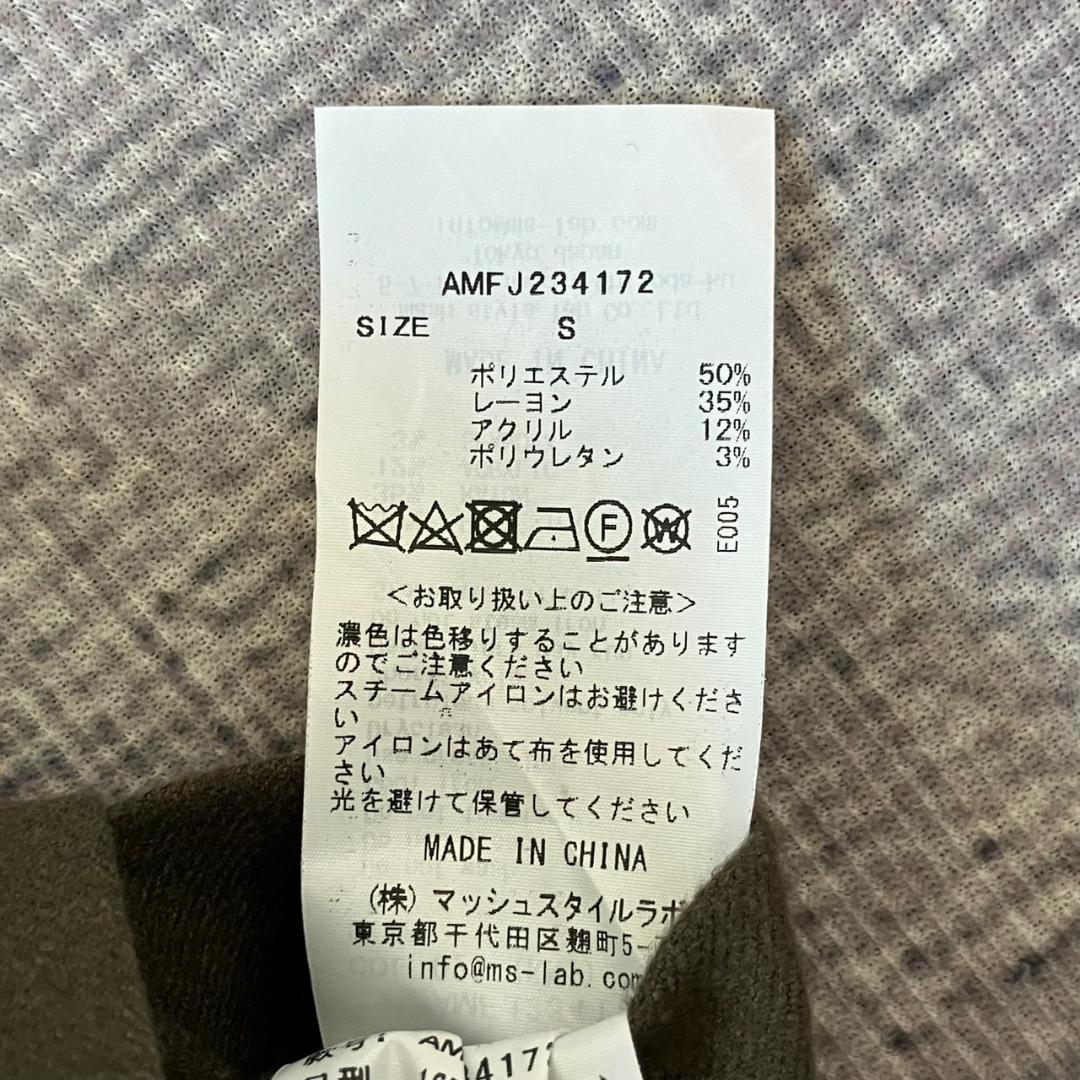 AMFJ234172
SIZE S
ポリエステル 50%
レーヨン 35%
アクリル 12%
ポリウレタン 3%
F W E005
＜お取り扱い上のご注意＞
濃色は色移りすることがあります
のでご注意ください
スチームアイロンはお避けくださ
い
アイロンはあて布を使用してくだ
さい
光を避けて保管してください
MADE IN CHINA
(株) マッシュスタイルラボ
東京都千代田区麹町5-
info@ms-lab.com